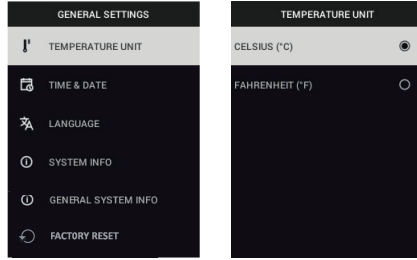 GENERAL SETTINGS
TEMPERATURE UNIT
TIME & DATE
LANGUAGE
SYSTEM INFO
GENERAL SYSTEM INFO
FACTORY RESET
TEMPERATURE UNIT
CELSIUS (°C)
FAHRENHEIT (°F)